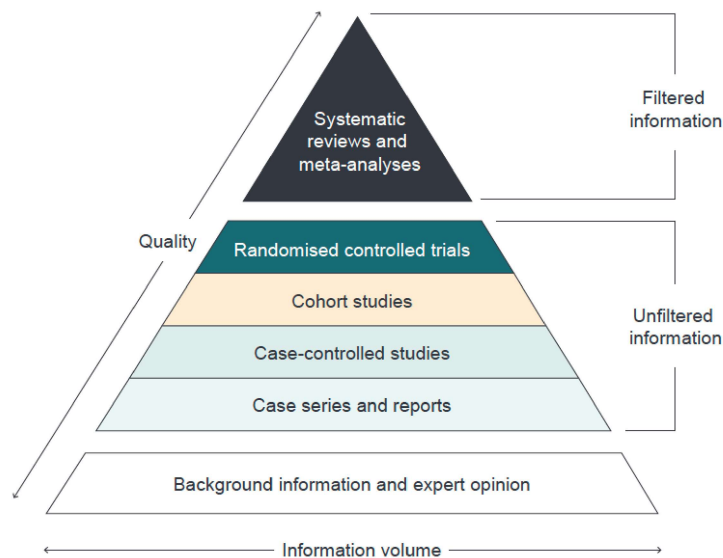 Systematic
reviews and
meta-analyses
Filtered
information
Quality
Randomised controlled trials
Cohort studies
Unfiltered
information
Case-controlled studies
Case series and reports
Background information and expert opinion
Information volume